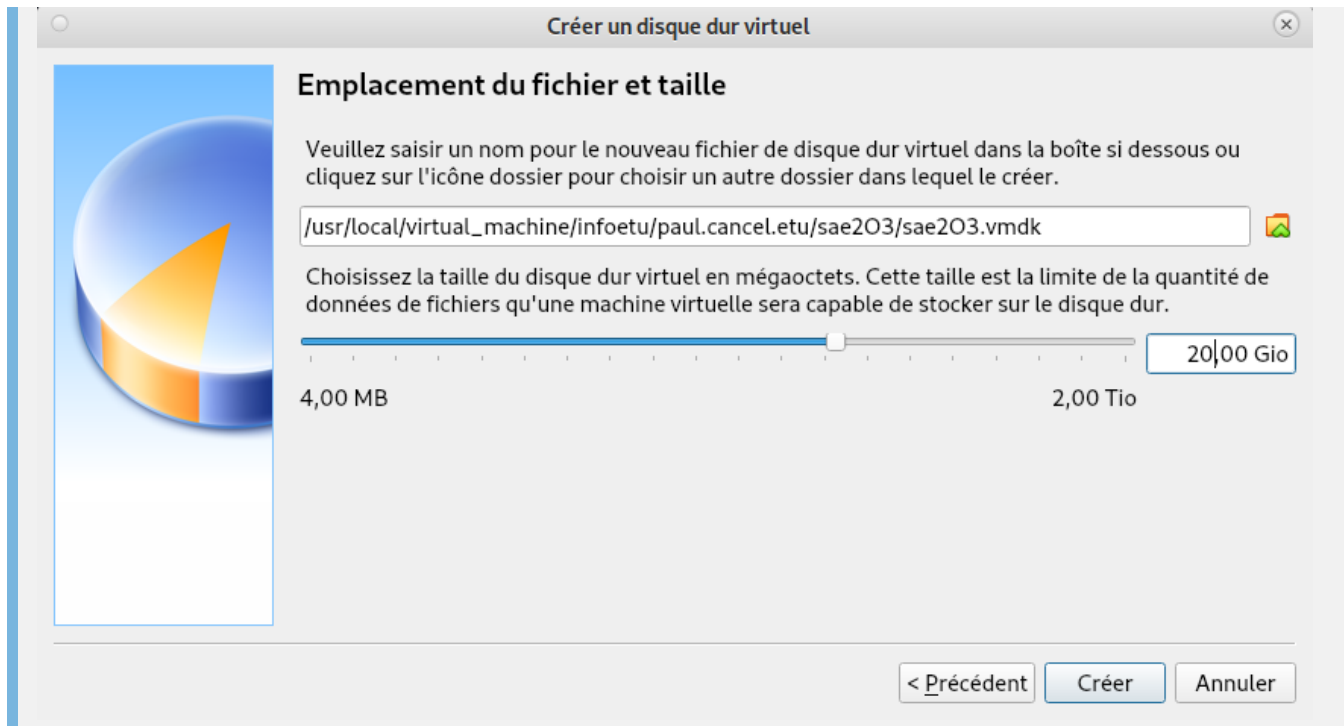 Créer un disque dur virtuel
Emplacement du fichier et taille
Veuillez saisir un nom pour le nouveau fichier de disque dur virtuel dans la boîte si dessous ou
cliquez sur l'icône dossier pour choisir un autre dossier dans lequel le créer.
/usr/local/virtual_machine/infoetu/paul.cancel.etu/sae2O3/sae2O3.vmdk
Choisissez la taille du disque dur virtuel en mégaoctets. Cette taille est la limite de la quantité de
données de fichiers qu'une machine virtuelle sera capable de stocker sur le disque dur.
20,00 Gio
4,00 MB 2,00 Tio
< Précédent Créer Annuler